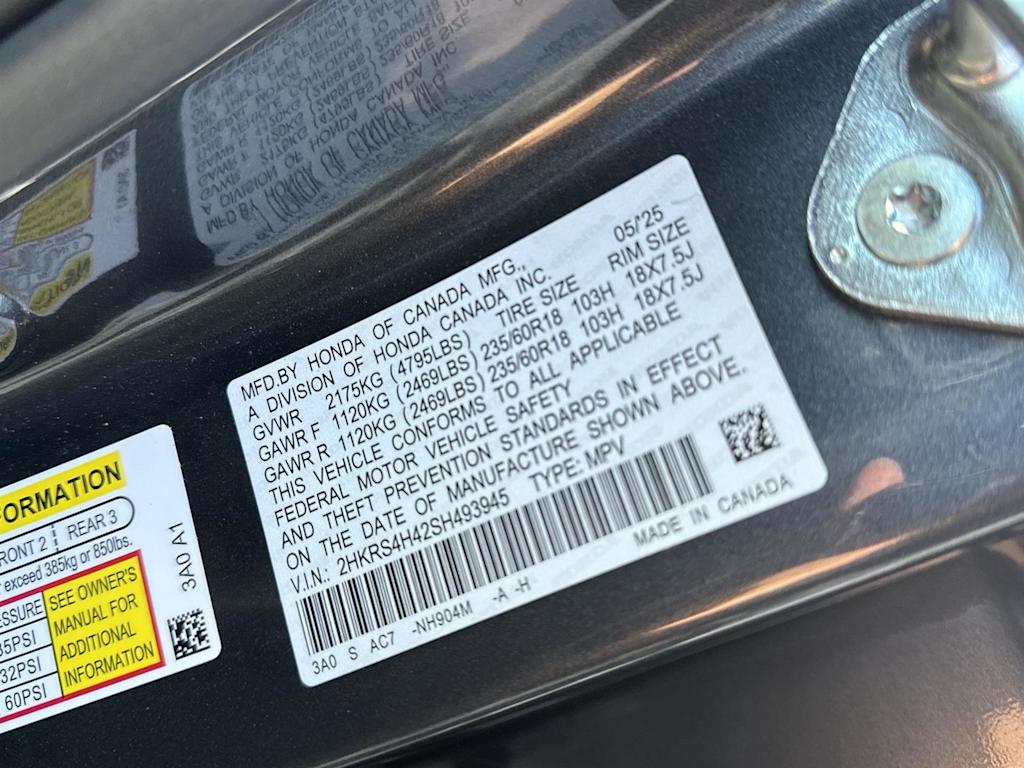 MFD.BY HONDA OF CANADA MFG., 05/'25
A DIVISION OF HONDA CANADA INC.
GVWR 2175KG (4795LBS) TIRE SIZE RIM SIZE
GAWR F 1120KG (2469LBS) 235/60R18 103H 18X7.5J
GAWR R 1120KG (2469LBS) 235/60R18 103H 18X7.5J
THIS VEHICLE CONFORMS TO ALL APPLICABLE
FEDERAL MOTOR VEHICLE SAFETY
AND THEFT PREVENTION STANDARDS IN EFFECT
ON THE DATE OF MANUFACTURE SHOWN ABOVE.
V.I.N.: 2HKRS4H42SH493945 TYPE: MPV
3A0 S AC7 -NH904M -A -H MADE IN CANADA
FRONT 2 REAR 3
exceed 385kg or 850lbs.
SEE OWNER'S
MANUAL FOR
ADDITIONAL
INFORMATION
32PSI
60PSI
3A0 A1